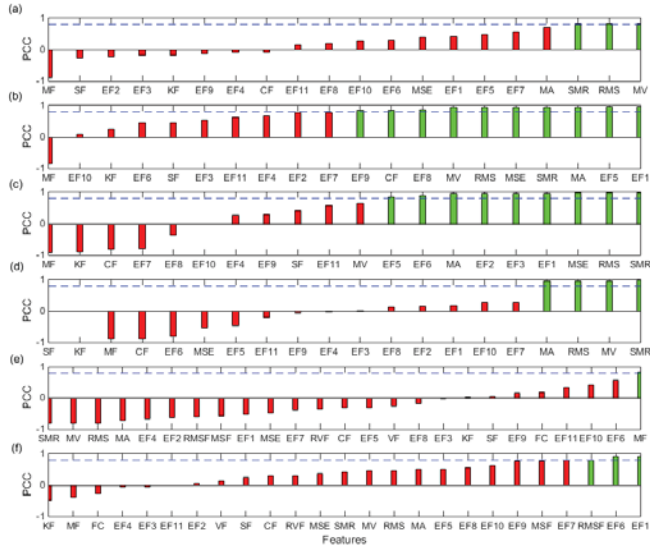 (a)
1
PCC
0
-1
MF SF EF2 EF3 KF EF9 EF4 CF EF11 EF8 EF10 EF6 MSE EF1 EF5 EF7 MA SMR RMS MV
(b)
1
PCC
0
-1
MF EF10 KF EF6 SF EF3 EF11 EF4 EF2 EF7 EF9 CF EF8 MV RMS MSE SMR MA EF5 EF1
(c)
1
PCC
0
-1
MF KF CF EF7 EF8 EF10 EF4 EF9 SF EF11 MV EF5 EF6 MA EF2 EF3 EF1 MSE RMS SMR
(d)
1
PCC
0
-1
SF KF MF CF EF6 MSE EF5 EF11 EF9 EF4 EF3 EF8 EF2 EF1 EF10 EF7 MA RMS MV SMR
(e)
1
PCC
0
-1
SMR MV RMS MA EF4 EF2 RMSF MSF EF1 MSE EF7 RVF CF EF5 VF EF8 EF3 KF SF EF9 FC EF11 EF10 EF6 MF
(f)
1
PCC
0
-1
KF MF FC EF4 EF3 EF11 EF2 VF SF CF RVF MSE SMR MV RMS MA EF5 EF8 EF10 EF9 MSF EF7 RMSF EF6 EF1
Features